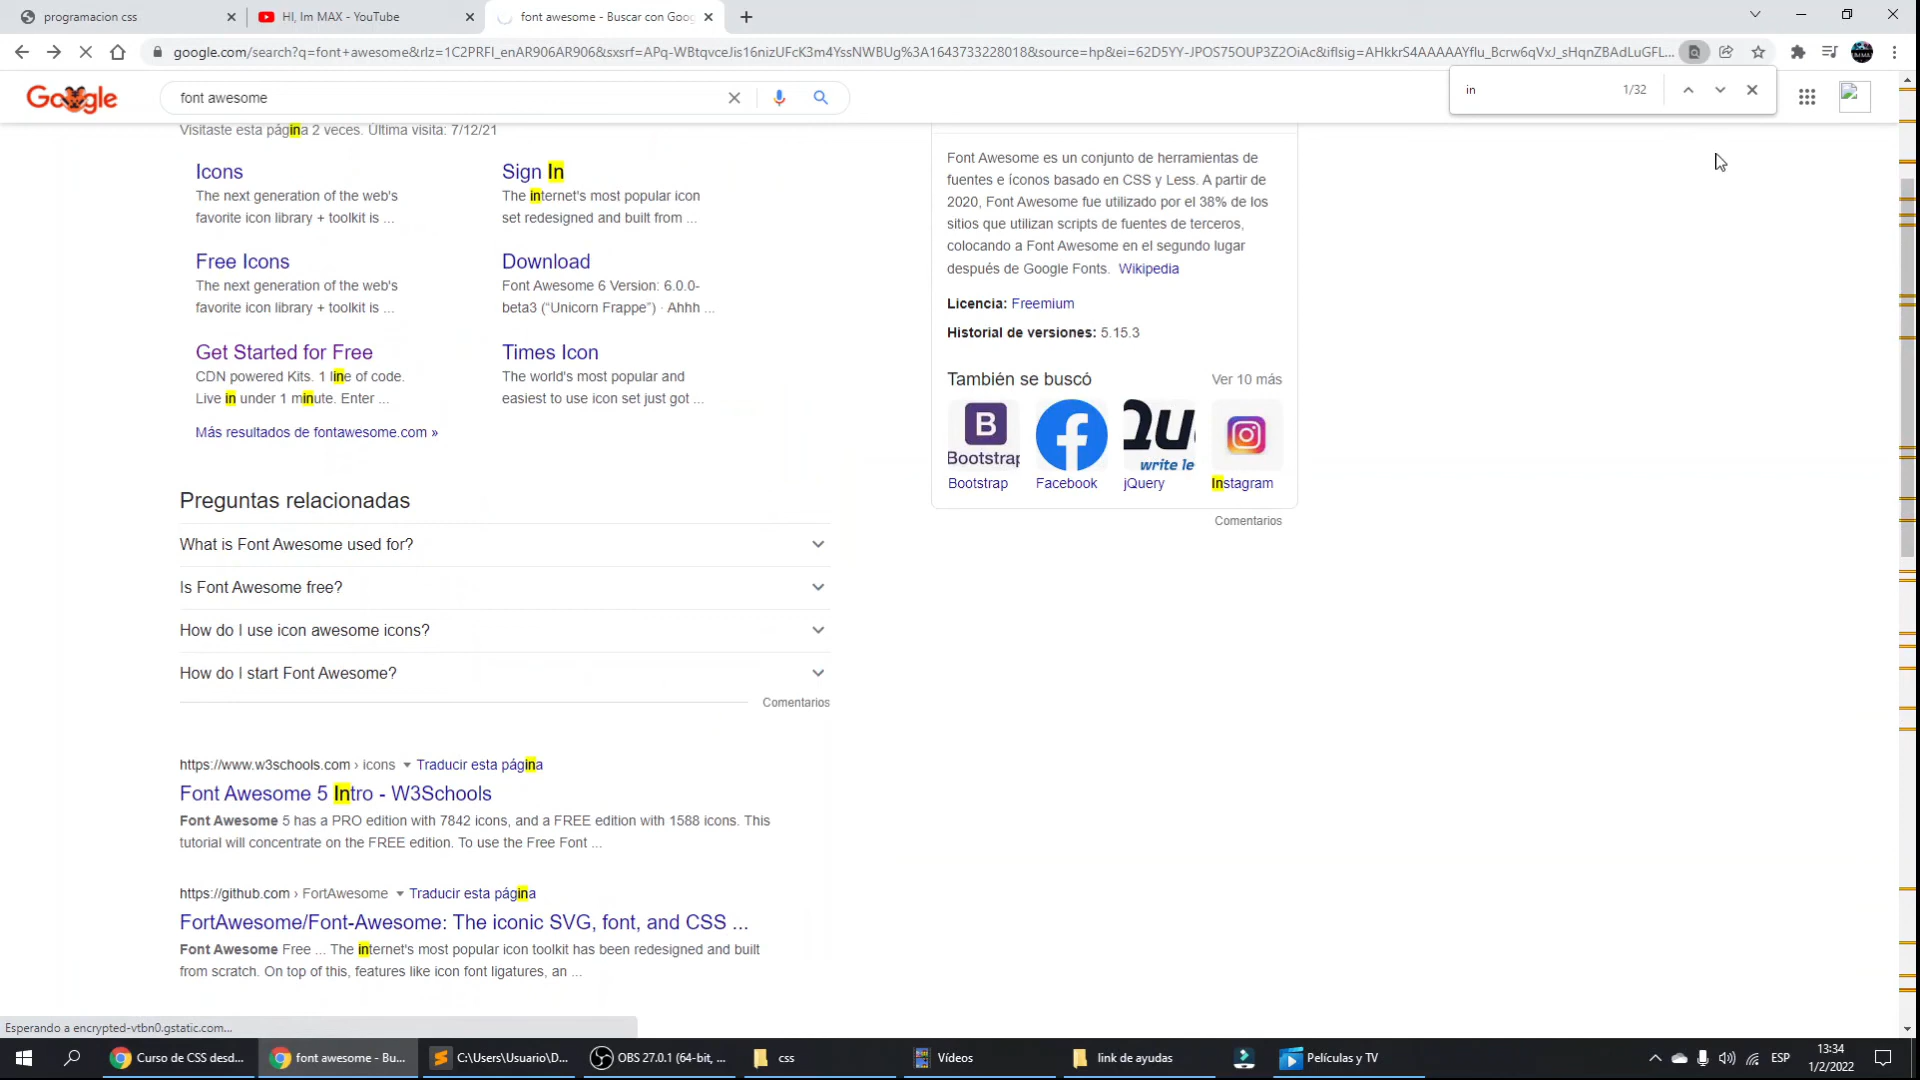 programacion css
HI, Im MAX - YouTube
font awesome - Buscar con Goog
google.com/search?q=font+awesome&rlz=1C2PRFI_enAR906AR906&sxsrf=APq-WBtqvceJis16nizUFcK3m4YssNWBUg%3A1643733228018&source=hp&ei=62D5YY-JPOS75OUP3Z2OiAc&iflsig=AHkkrS4AAAAAYflu_Bcrw6qVxJ_sHqnZBAdLuGFL...
in
1/32
Google
font awesome
Visitaste esta página 2 veces. Última visita: 7/12/21
Icons
The next generation of the web's
favorite icon library + toolkit is ...
Sign In
The internet's most popular icon
set redesigned and built from ...
Free Icons
The next generation of the web's
favorite icon library + toolkit is ...
Download
Font Awesome 6 Version: 6.0.0-
beta3 (“Unicorn Frappe”) · Ahhh ...
Get Started for Free
CDN powered Kits. 1 line of code.
Live in under 1 minute. Enter ...
Times Icon
The world's most popular and
easiest to use icon set just got ...
Más resultados de fontawesome.com »
Preguntas relacionadas
What is Font Awesome used for?
Is Font Awesome free?
How do I use icon awesome icons?
How do I start Font Awesome?
Comentarios
https://www.w3schools.com › icons
Traducir esta página
Font Awesome 5 Intro - W3Schools
Font Awesome 5 has a PRO edition with 7842 icons, and a FREE edition with 1588 icons. This
tutorial will concentrate on the FREE edition. To use the Free Font ...
https://github.com › FortAwesome
Traducir esta página
FortAwesome/Font-Awesome: The iconic SVG, font, and CSS ...
Font Awesome Free ... The internet's most popular icon toolkit has been redesigned and built
from scratch. On top of this, features like icon font ligatures, an ...
Font Awesome es un conjunto de herramientas de
fuentes e íconos basado en CSS y Less. A partir de
2020, Font Awesome fue utilizado por el 38% de los
sitios que utilizan scripts de fuentes de terceros,
colocando a Font Awesome en el segundo lugar
después de Google Fonts. Wikipedia
Licencia: Freemium
Historial de versiones: 5.15.3
También se buscó
Ver 10 más
B
Bootstrap
write le
Bootstrap
Facebook
jQuery
Instagram
Comentarios
Esperando a encrypted-vtbn0.gstatic.com...
Curso de CSS desd...
font awesome - Bu...
C:\Users\Usuario\D...
OBS 27.0.1 (64-bit, ...
css
Vídeos
link de ayudas
Películas y TV
ESP
13:34
1/2/2022